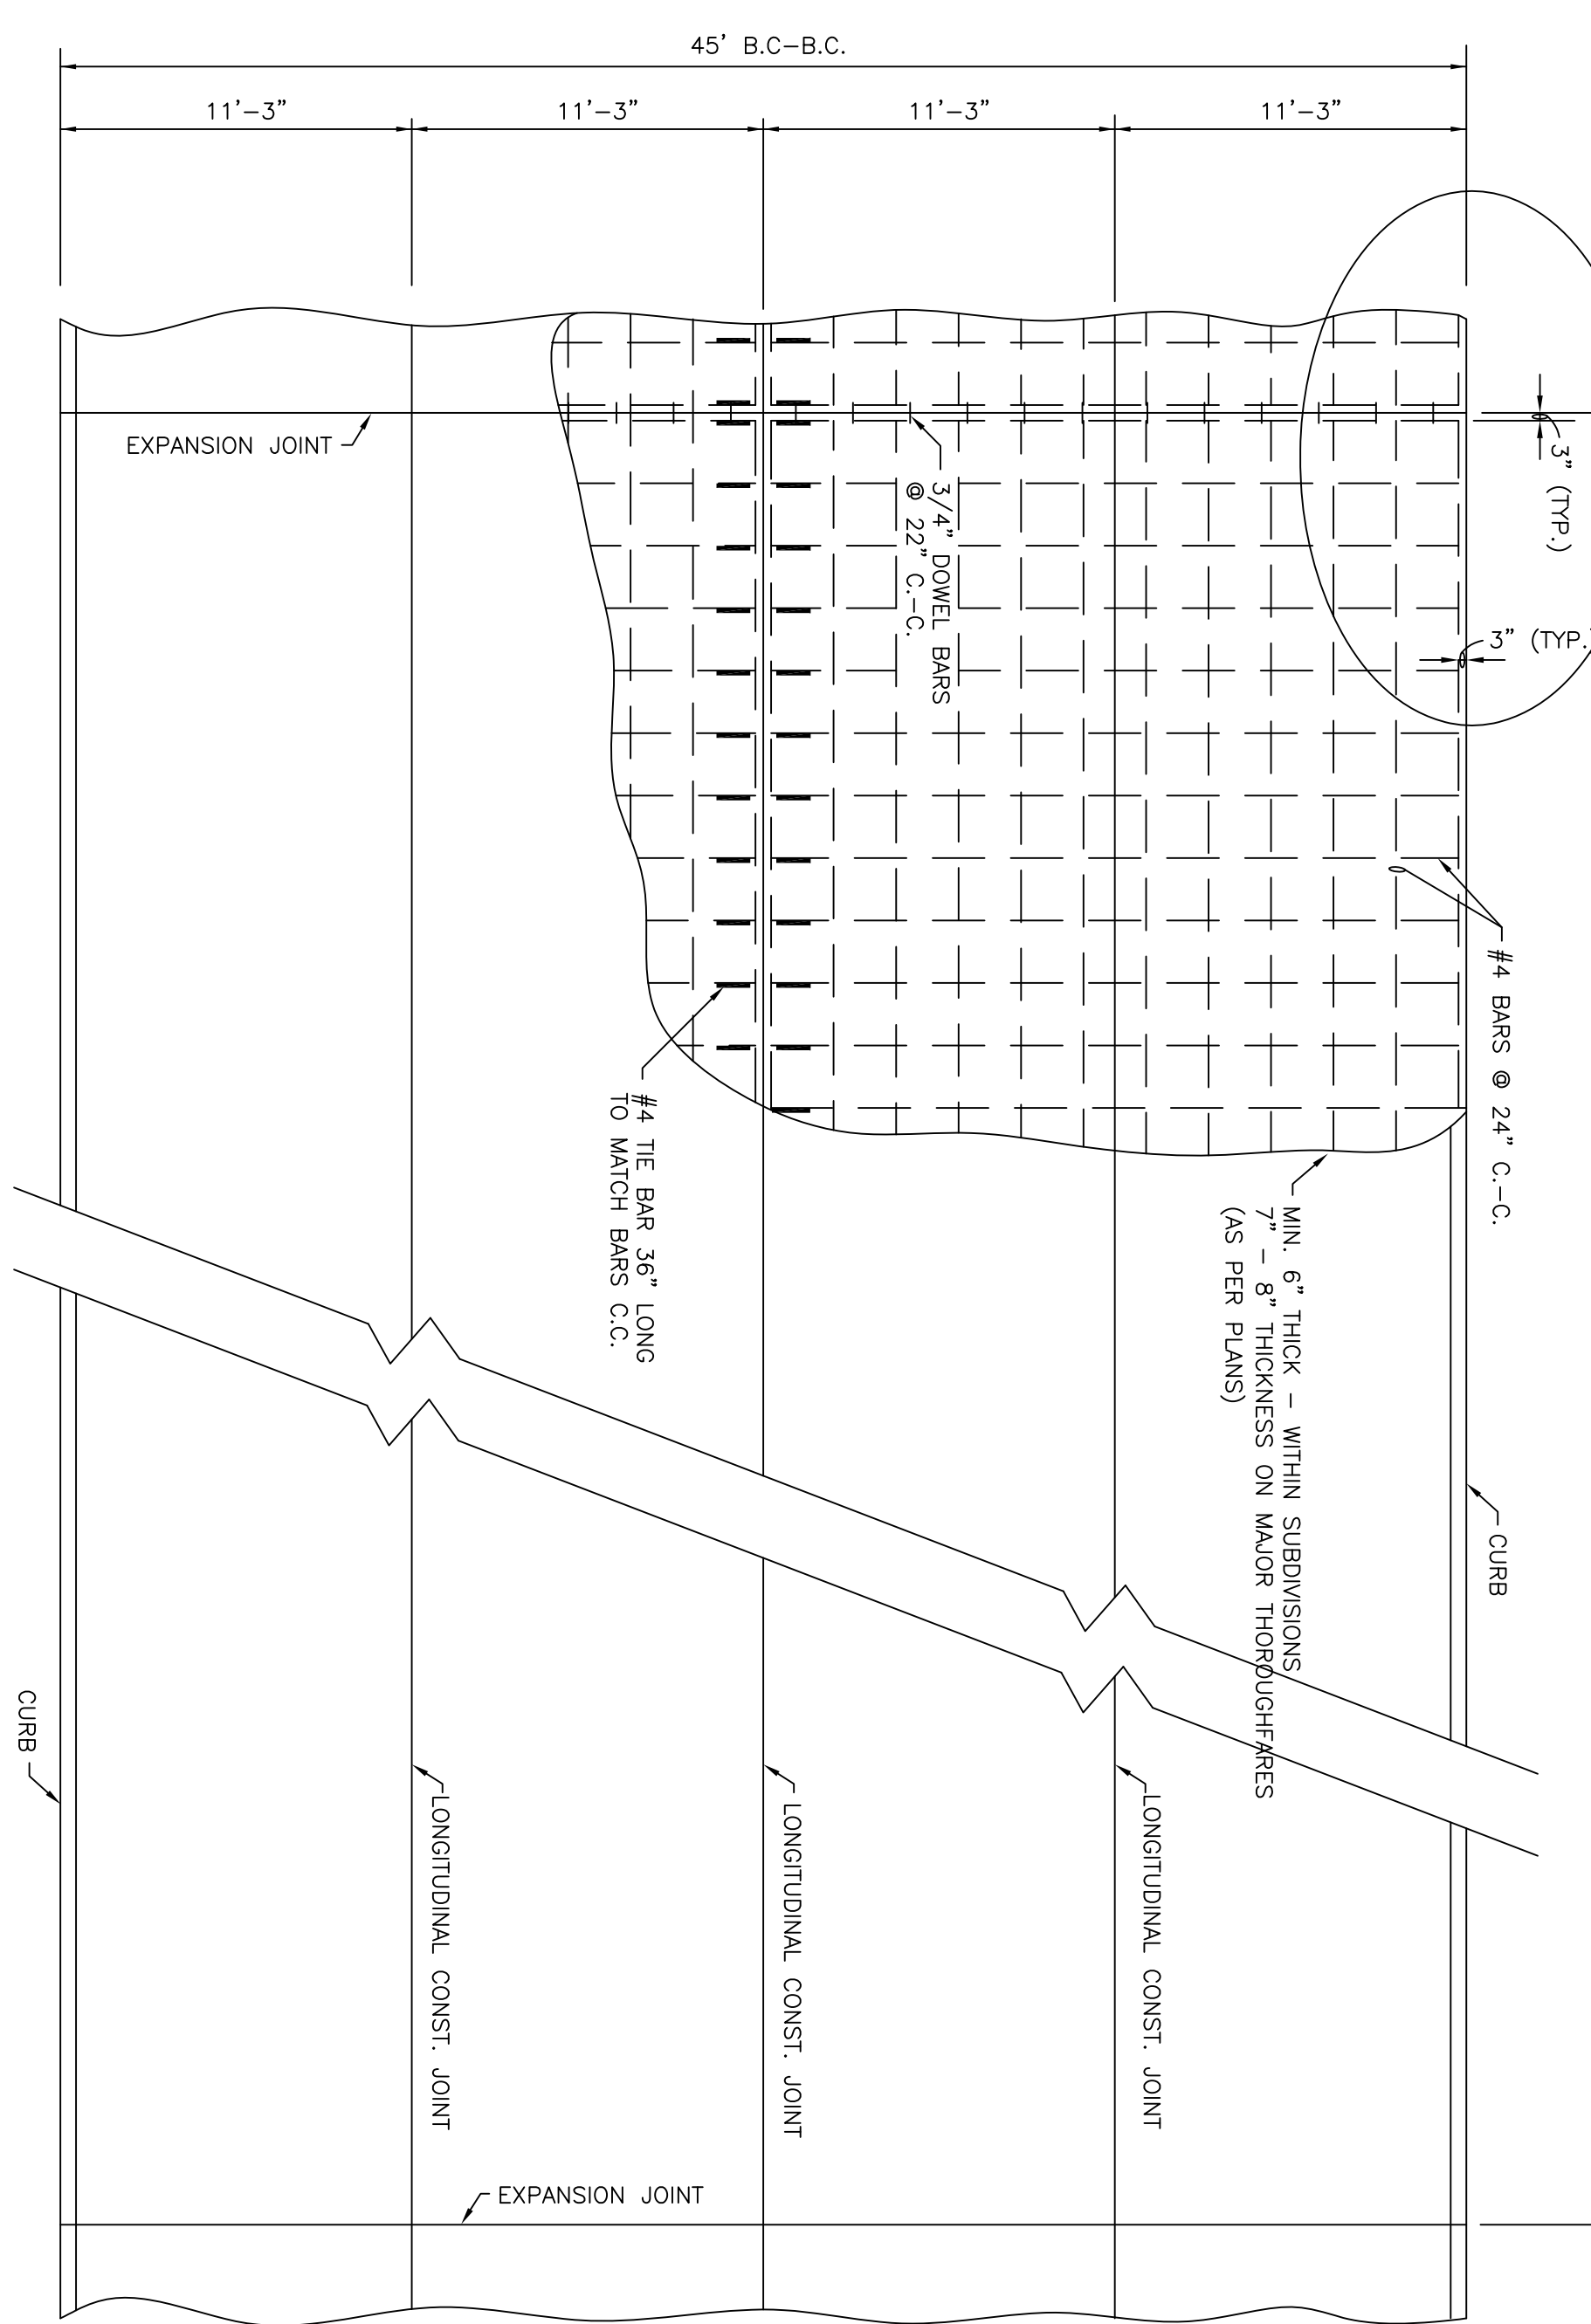 45' B.C-B.C.
11'-3"
11'-3"
11'-3"
11'-3"
EXPANSION JOINT
3/4" DOWEL BARS
@ 22" C.-C.
3" (TYP.)
3" (TYP.)
#4 BARS @ 24" C.-C.
#4 TIE BAR 36" LONG
TO MATCH BARS C.C.
MIN. 6" THICK - WITHIN SUBDIVISIONS
7" - 8" THICKNESS ON MAJOR THOROUGHFARES
(AS PER PLANS)
CURB
CURB
LONGITUDINAL CONST. JOINT
LONGITUDINAL CONST. JOINT
LONGITUDINAL CONST. JOINT
EXPANSION JOINT